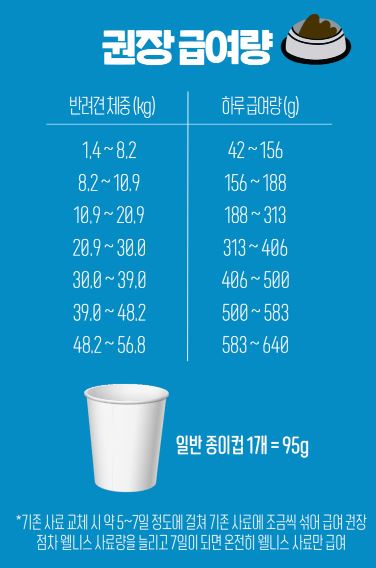 권장 급여량
반려견 체중 (kg) 하루 급여량 (g)
1.4 ~ 8.2 42 ~ 156
8.2 ~ 10.9 156 ~ 188
10.9 ~ 20.9 188 ~ 313
20.9 ~ 30.0 313 ~ 406
30.0 ~ 39.0 406 ~ 500
39.0 ~ 48.2 500 ~ 583
48.2 ~ 56.8 583 ~ 640
일반 종이컵 1개 = 95g
*기존 사료 교체 시 약 5~7일 정도에 걸쳐 기존 사료에 조금씩 섞어 급여 권장
점차 웰니스 사료량을 늘리고 7일이 되면 온전히 웰니스 사료만 급여